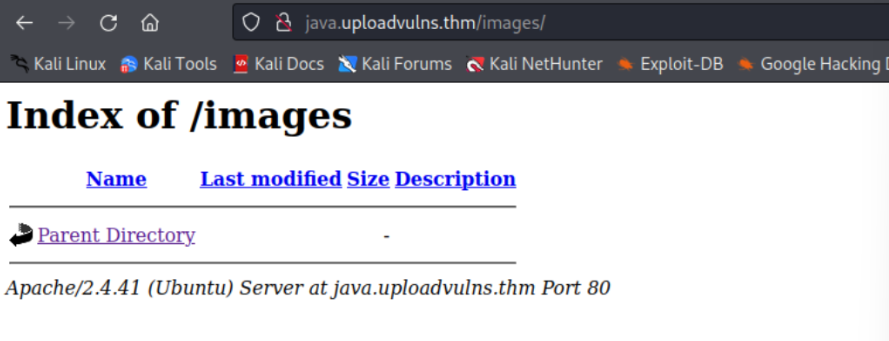 java.uploadvulns.thm/images/
Kali Linux Kali Tools Kali Docs Kali Forums Kali NetHunter Exploit-DB Google Hacking
Index of /images
Name Last modified Size Description
Parent Directory -
Apache/2.4.41 (Ubuntu) Server at java.uploadvulns.thm Port 80